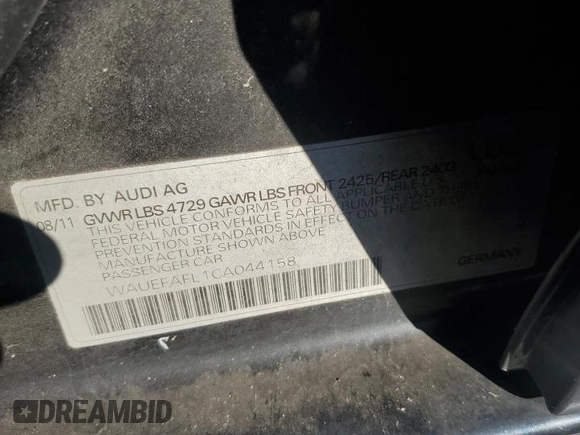 MFD. BY AUDI AG
08/11 GVWR LBS 4729 GAWR LBS FRONT 2425/REAR 2403
THIS VEHICLE CONFORMS TO ALL APPLICABLE U.S.
FEDERAL MOTOR VEHICLE SAFETY, BUMPER AND THEFT
PREVENTION STANDARDS IN EFFECT ON THE DATE OF
MANUFACTURE SHOWN ABOVE
PASSENGER CAR
WAUEFAFL1CA044158
GERMANY
DREAMBID